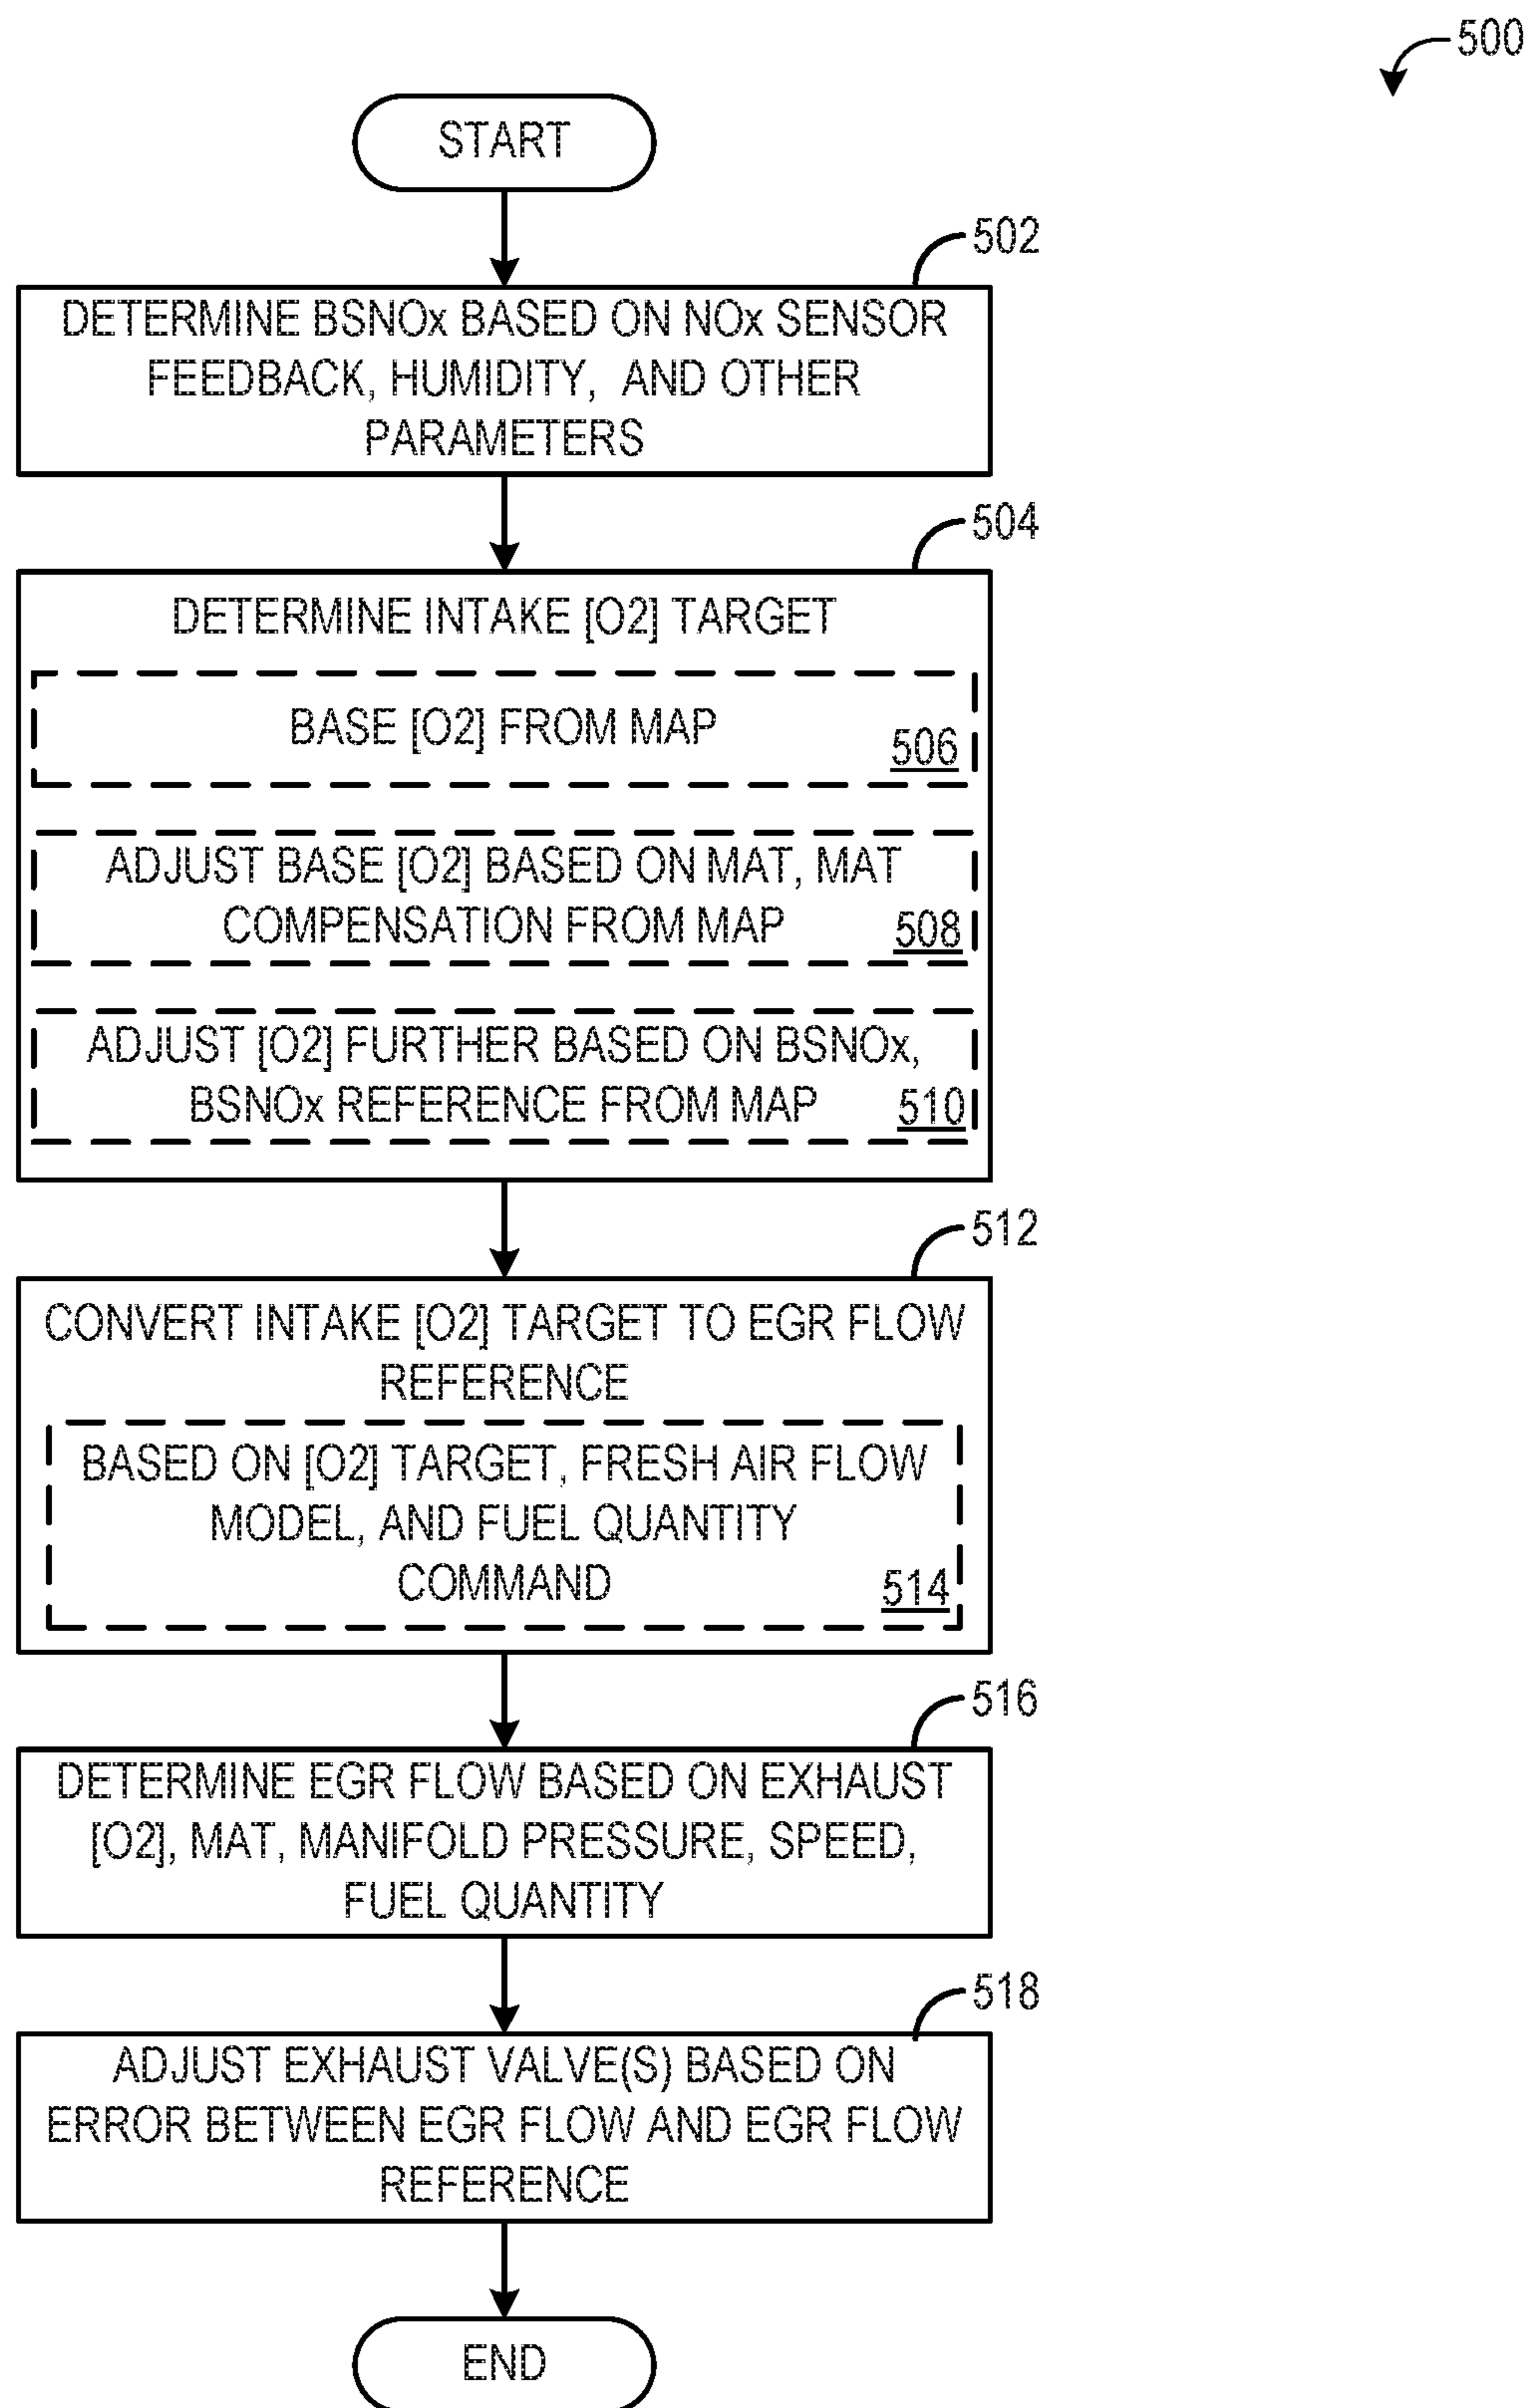 500
START
502
DETERMINE BSNOx BASED ON NOx SENSOR
FEEDBACK, HUMIDITY, AND OTHER
PARAMETERS
504
DETERMINE INTAKE [O2] TARGET
BASE [O2] FROM MAP
506
ADJUST BASE [O2] BASED ON MAT, MAT
COMPENSATION FROM MAP
508
ADJUST [O2] FURTHER BASED ON BSNOx,
BSNOx REFERENCE FROM MAP
510
512
CONVERT INTAKE [O2] TARGET TO EGR FLOW
REFERENCE
BASED ON [O2] TARGET, FRESH AIR FLOW
MODEL, AND FUEL QUANTITY
COMMAND
514
516
DETERMINE EGR FLOW BASED ON EXHAUST
[O2], MAT, MANIFOLD PRESSURE, SPEED,
FUEL QUANTITY
518
ADJUST EXHAUST VALVE(S) BASED ON
ERROR BETWEEN EGR FLOW AND EGR FLOW
REFERENCE
END